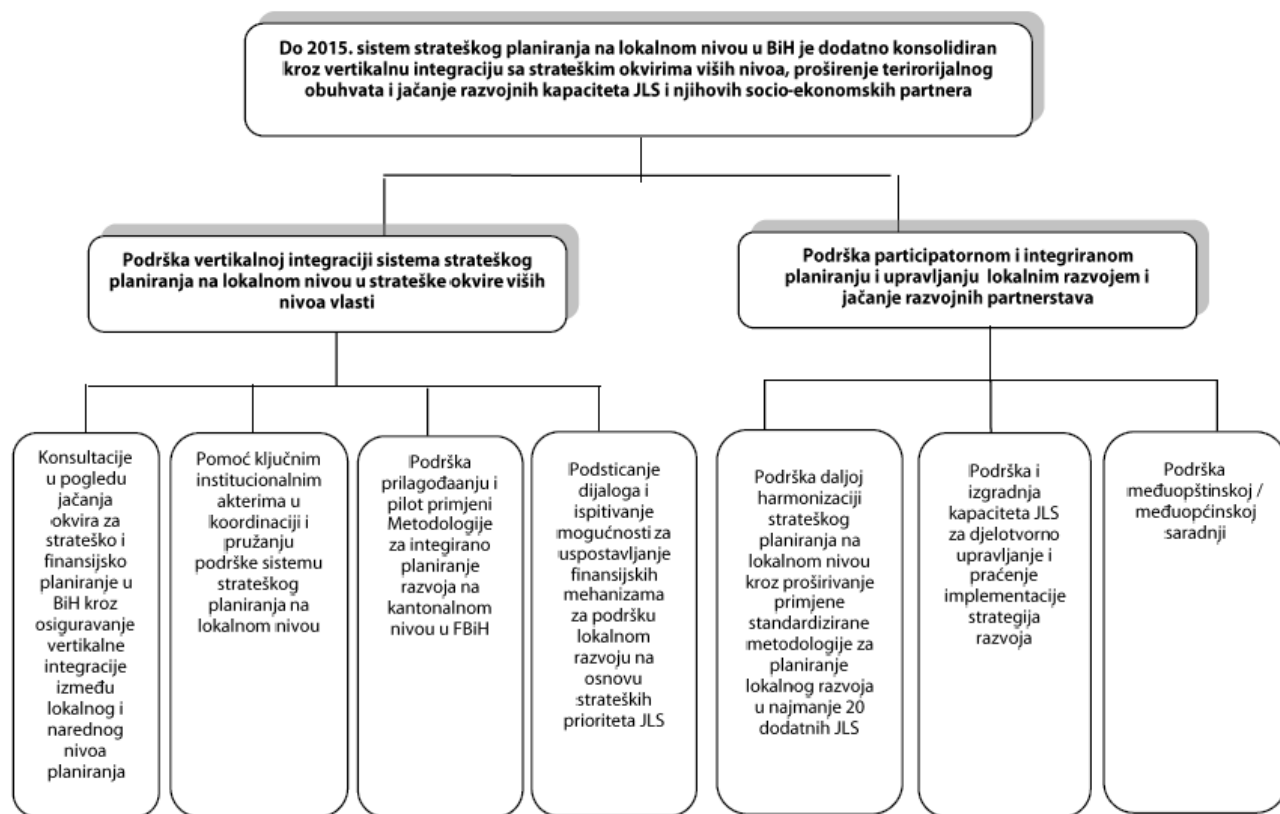 Do 2015. sistem strateškog planiranja na lokalnom nivou u BiH je dodatno konsolidiran
kroz vertikalnu integraciju sa strateškim okvirima viših nivoa, proširenje terirorijalnog
obuhvata i jačanje razvojnih kapaciteta JLS i njihovih socio-ekonomskih partnera
Podrška vertikalnoj integraciji sistema strateškog
planiranja na lokalnom nivou u strateške okvire viših
nivoa vlasti
Podrška participatornom i integriranom
planiranju i upravljanju lokalnim razvojem i
jačanje razvojnih partnerstava
Konsultacije
u pogledu
jačanja
okvira za
strateško i
finansijsko
planiranje u
BiH kroz
osiguravanje
vertikalne
integracije
između
lokalnog i
narednog
nivoa
planiranja
Pomoć ključnim
institucionalnim
akterima u
koordinaciji i
pružanju
podrške sistemu
strateškog
planiranja na
lokalnom nivou
Podrška
prilagođaanju i
pilot primjeni
Metodologije
za integirano
planiranje
razvoja na
kantonalnom
nivou u FBiH
Podsticanje
dijaloga i
ispitivanje
mogućnosti za
uspostavljanje
finansijskih
mehanizama
za podršku
lokalnom
razvoju na
osnovu
strateških
prioriteta JLS
Podrška daljoj
harmonizaciji
strateškog
planiranja na
lokalnom nivou
kroz proširivanje
primjene
standardizirane
metodologije za
planiranje
lokalnog razvoja
u najmanje 20
dodatnih JLS
Podrška i
izgradnja
kapaciteta JLS
za djelotvorno
upravljanje i
praćenje
implementacije
strategija
razvoja
Podrška
međuopštinskoj /
međuopćinskoj
saradnji